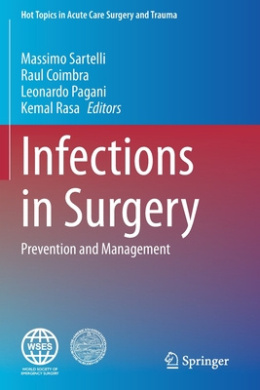 Hot Topics in Acute Care Surgery and Trauma
Massimo Sartelli
Raul Coimbra
Leonardo Pagani
Kemal Rasa Editors
Infections
in Surgery
Prevention and Management
WSES
WORLD SOCIETY OF
EMERGENCY SURGERY
Springer